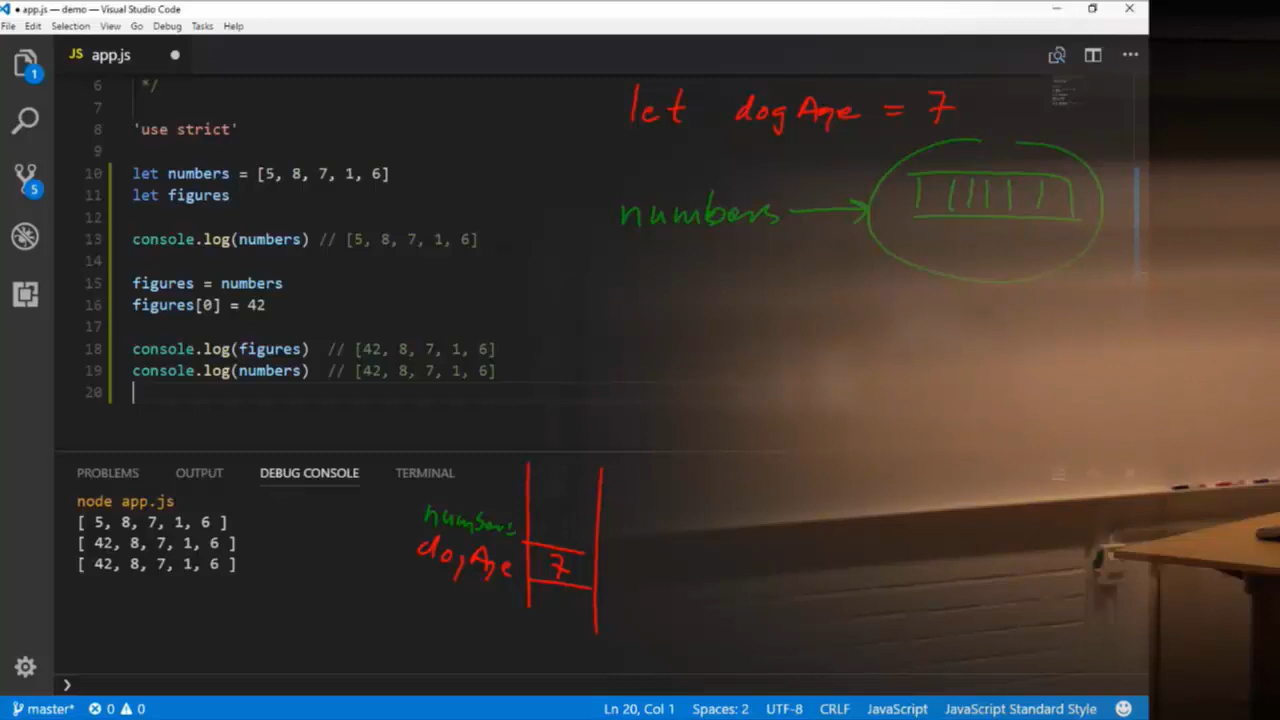 app.js — demo — Visual Studio Code
File Edit Selection View Go Debug Tasks Help
JS app.js
6 */
7
8 'use strict'
9
10 let numbers = [5, 8, 7, 1, 6]
11 let figures
12
13 console.log(numbers) // [5, 8, 7, 1, 6]
14
15 figures = numbers
16 figures[0] = 42
17
18 console.log(figures) // [42, 8, 7, 1, 6]
19 console.log(numbers) // [42, 8, 7, 1, 6]
20
let dogAge = 7
numbers
1
5
PROBLEMS OUTPUT DEBUG CONSOLE TERMINAL
node app.js
[ 5, 8, 7, 1, 6 ]
[ 42, 8, 7, 1, 6 ]
[ 42, 8, 7, 1, 6 ]
numbers
dogAge 7
master* 0 0 Ln 20, Col 1 Spaces: 2 UTF-8 CRLF JavaScript JavaScript Standard Style